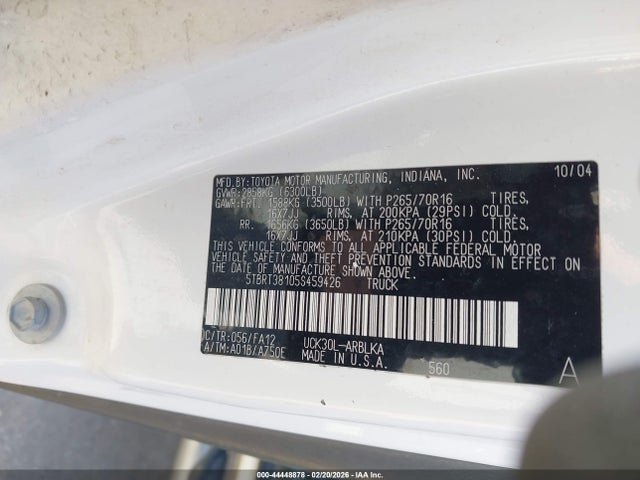 MFD.BY:TOYOTA MOTOR MANUFACTURING, INDIANA, INC. 10/04
GVWR:2858KG (6300LB)
GAWR:FRT. 1588KG (3500LB) WITH P265/70R16 TIRES,
16X7JJ RIMS, AT 200KPA (29PSI) COLD.
RR. 1656KG (3650LB) WITH P265/70R16 TIRES,
16X7JJ RIMS, AT 210KPA (30PSI) COLD.
THIS VEHICLE CONFORMS TO ALL APPLICABLE FEDERAL MOTOR
VEHICLE SAFETY AND THEFT PREVENTION STANDARDS IN EFFECT ON
THE DATE OF MANUFACTURE SHOWN ABOVE.
5TBRT38105S459426 TRUCK
C/TR:056/FA12 UCK30L-ARBLKA
A/TM:A01B/A750E MADE IN U.S.A. 560 A
000-44448878 - 02/20/2026 - COPYRIGHT IAA, LLC